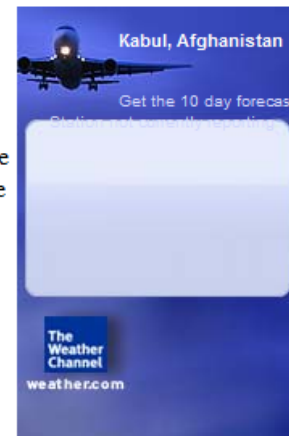 Kabul, Afghanistan
Get the 10 day forecas
Station not currently reporting
e
e
The
Weather
Channel
weather.com